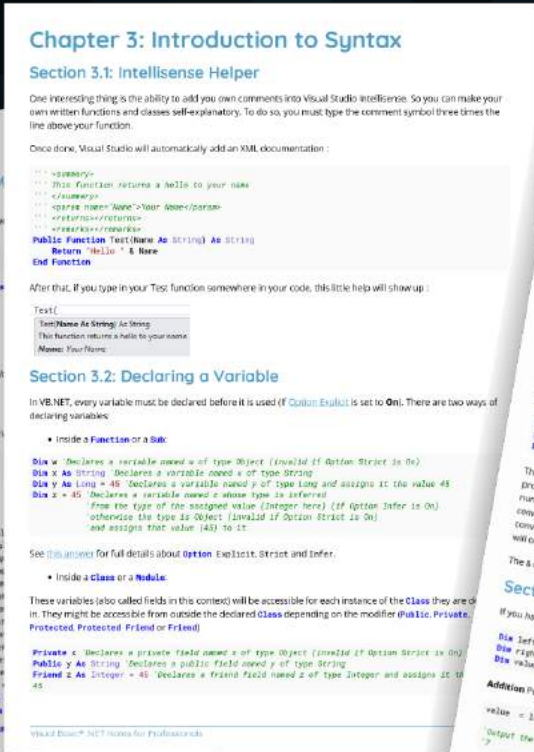 Chapter 3: Introduction to Syntax
Section 3.1: Intellisense Helper
One interesting thing is the ability to add you own comments into Visual Studio Intellisense. So you can make your
own written functions and classes self-explanatory. To do so, you must type the comment symbol three times the
line above your function.
Once done, Visual Studio will automatically add an XML documentation :
''' <summary>
''' This function returns a hello to your name
''' </summary>
''' <param name="Name">Your Name</param>
''' <returns></returns>
''' <remarks></remarks>
Public Function Test(Name As String) As String
Return "Hello " & Name
End Function
After that, if you type in your Test function somewhere in your code, this little help will show up :
Test(
Test(Name As String) As String
This function returns a hello to your name
Name: Your Name
Section 3.2: Declaring a Variable
In VB.NET, every variable must be declared before it is used (If Option Explicit is set to On). There are two ways of
declaring variables:
• Inside a Function or a Sub:
Dim w 'Declares a variable named w of type Object (invalid if Option Strict is On)
Dim x As String 'Declares a variable named x of type String
Dim y As Long = 45 'Declares a variable named y of type Long and assigns it the value 45
Dim z = 45 'Declares a variable named z whose type is inferred
'from the type of the assigned value (Integer here) (if Option Infer is On)
'otherwise the type is Object (invalid if Option Strict is On)
'and assigns that value (45) to it
See this answer for full details about Option Explicit, Strict and Infer.
• Inside a Class or a Module:
These variables (also called fields in this context) will be accessible for each instance of the Class they are
in. They might be accessible from outside the declared Class depending on the modifier (Public, Private,
Protected, Protected Friend or Friend)
Private x 'Declares a private field named x of type Object (invalid if Option Strict is On)
Public y As String 'Declares a public field named y of type String
Friend z As Integer = 45 'Declares a friend field named z of type Integer and assigns it
45
Visual Basic® .NET Notes for Professionals
The &
If you
Dim
Dim
Dim
Addition
value =
'Output the